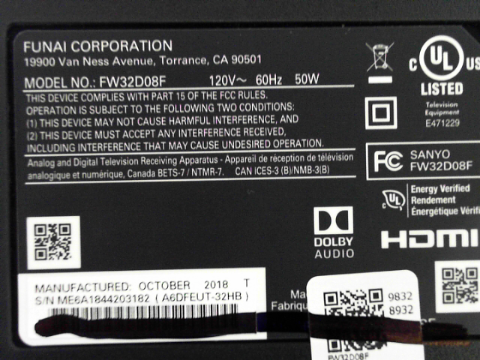 FUNAI CORPORATION
19900 Van Ness Avenue, Torrance, CA 90501
MODEL NO.: FW32D08F 120V~ 60Hz 50W
THIS DEVICE COMPLIES WITH PART 15 OF THE FCC RULES.
OPERATION IS SUBJECT TO THE FOLLOWING TWO CONDITIONS:
(1) THIS DEVICE MAY NOT CAUSE HARMFUL INTERFERENCE, AND
(2) THIS DEVICE MUST ACCEPT ANY INTERFERENCE RECEIVED,
INCLUDING INTERFERENCE THAT MAY CAUSE UNDESIRED OPERATION.
Analog and Digital Television Receiving Apparatus - Appareil de réception de télévision
analogique et numérique, Canada BETS-7 / NTMR-7. CAN ICES-3 (B)/NMB-3(B)
C UL US
LISTED
Television
Equipment
E471229
FC SANYO
FW32D08F
UL
Energy Verified
Rendement
Énergétique Vérifié
DOLBY
AUDIO
HDMI
MANUFACTURED: OCTOBER 2018 T
S/N ME6A1844203182 ( A6DFEUT-32HB )
Ma
Fabriqu
9832
8932
FW32D08F